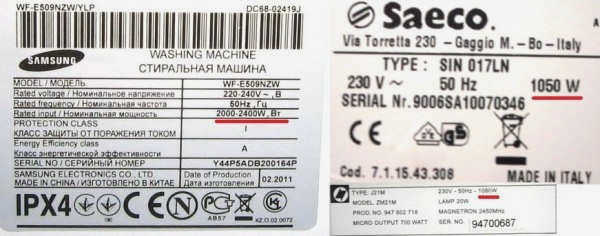 WF-E509NZW/YLP
DC68-02419J
SAMSUNG
WASHING MACHINE
СТИРАЛЬНАЯ МАШИНА
MODEL / МОДЕЛЬ WF-E509NZW
Rated voltage / Номинальное напряжение 220-240V~, В
Rated frequency / Номинальная частота 50Hz, Гц
Rated input / Номинальная мощность 2000-2400W, Вт
PROTECTION CLASS I
КЛАСС ЗАЩИТЫ ОТ ПОРАЖЕНИЯ ТОКОМ
Energy Efficiency class A
Класс энергетической эффективности
SERIAL NO / СЕРИЙНЫЙ НОМЕР Y44P5ADB200164P
SAMSUNG ELECTRONICS CO., LTD. Date of Production 02.2011
MADE IN CHINA / ИЗГОТОВЛЕНО В КИТАЕ Дата изготовления
IPX4
АВ57
KZ.O.02.0072
Saeco.
Via Torretta 230 - Gaggio M. - Bo - Italy
TYPE : SIN 017LN
230 V ~ 50 Hz 1050 W
SERIAL Nr. 9006SA10070346
Cod. 7.1.15.43.308
MADE IN ITALY
TYPE: J21M 230V - 50Hz - 1080W
MODEL: ZM21M LAMP 20W
PROD. NO: 947 602 718 MAGNETRON 2450MHz
MICRO OUTPUT 700 WATT
SERIAL NO:
94700687